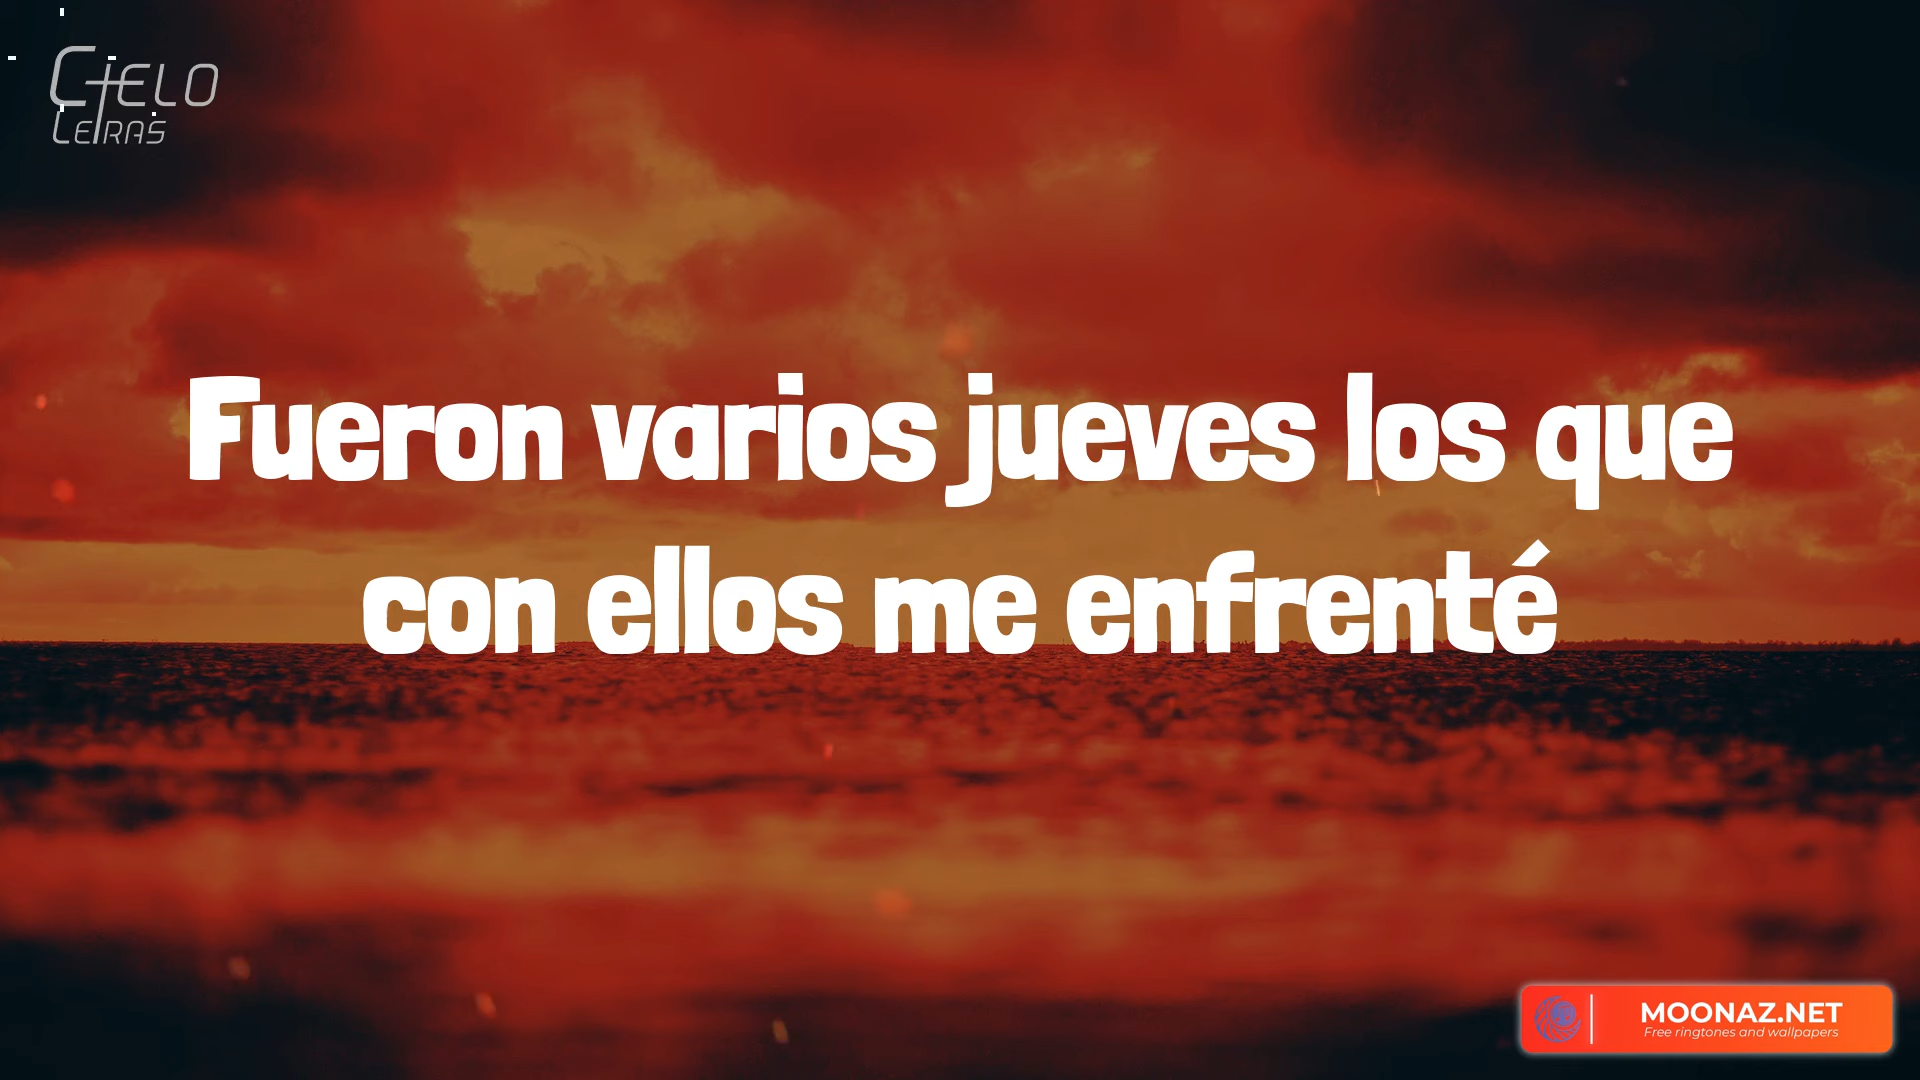 CIELO
LETRAS
Fueron varios jueves los que
con ellos me enfrenté
MOONAZ.NET
Free ringtones and wallpapers